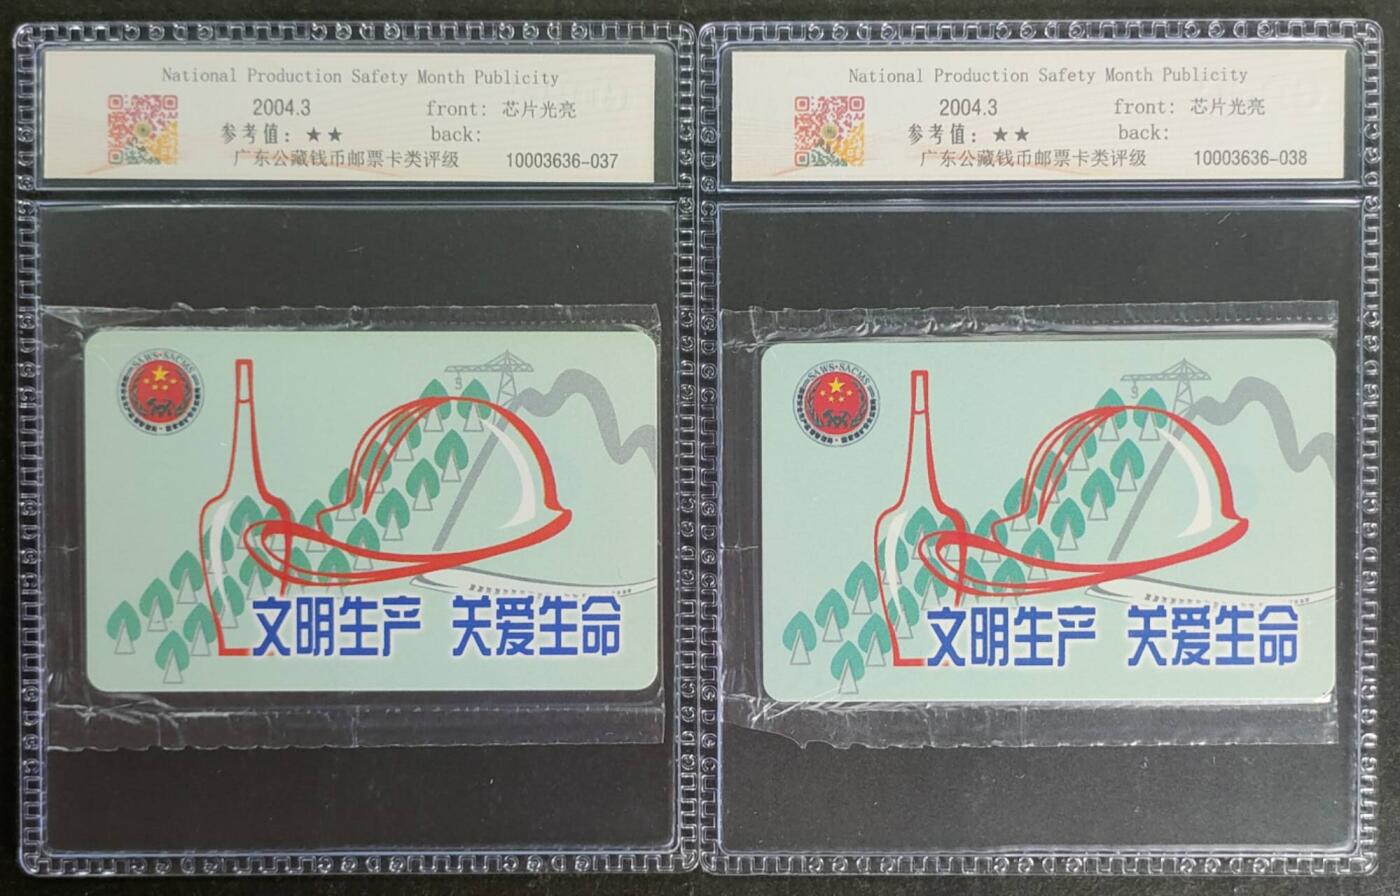 National Production Safety Month Publicity
2004.3 front: 芯片光亮
参考值: ★★ back:
广东公藏钱币邮票卡类评级 10003636-037
SAWS·SACMS
文明生产 关爱生命
National Production Safety Month Publicity
2004.3 front: 芯片光亮
参考值: ★★ back:
广东公藏钱币邮票卡类评级 10003636-038
SAWS·SACMS
文明生产 关爱生命